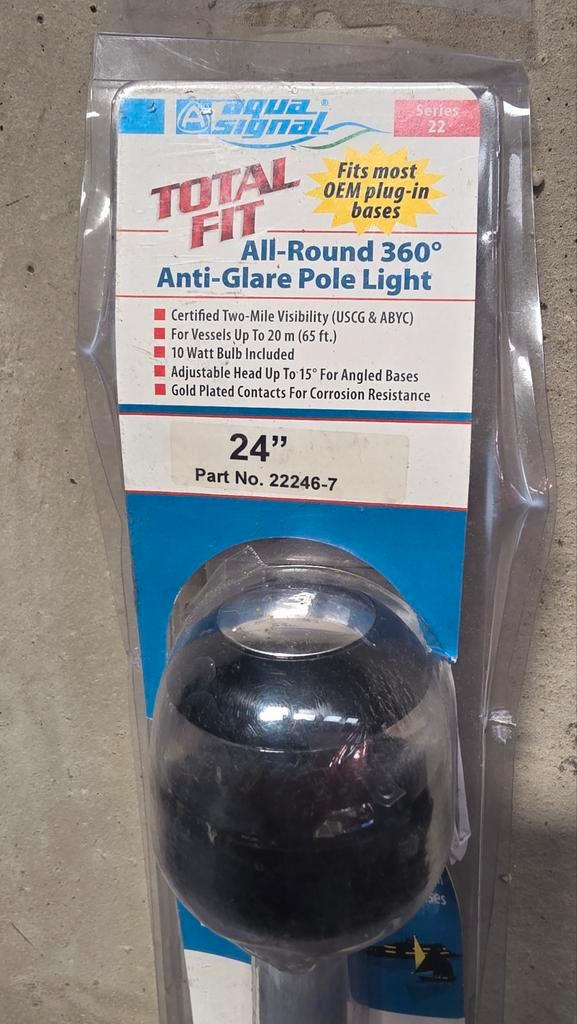 aqua signal®
Series 22
TOTAL FIT
Fits most
OEM plug-in
bases
All-Round 360°
Anti-Glare Pole Light
Certified Two-Mile Visibility (USCG & ABYC)
For Vessels Up To 20 m (65 ft.)
10 Watt Bulb Included
Adjustable Head Up To 15° For Angled Bases
Gold Plated Contacts For Corrosion Resistance
24”
Part No. 22246-7